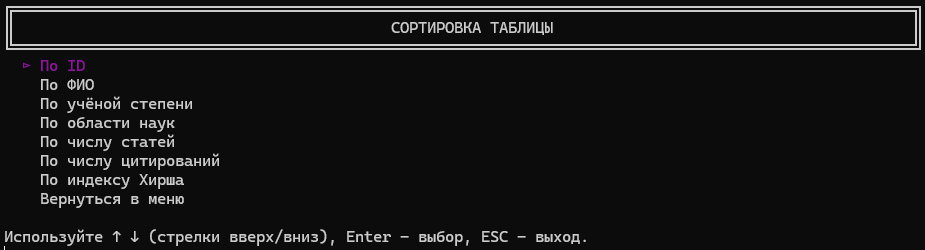 СОРТИРОВКА ТАБЛИЦЫ
▻ По ID
По ФИО
По учёной степени
По области наук
По числу статей
По числу цитирований
По индексу Хирша
Вернуться в меню
Используйте ↑ ↓ (стрелки вверх/вниз), Enter — выбор, ESC — выход.